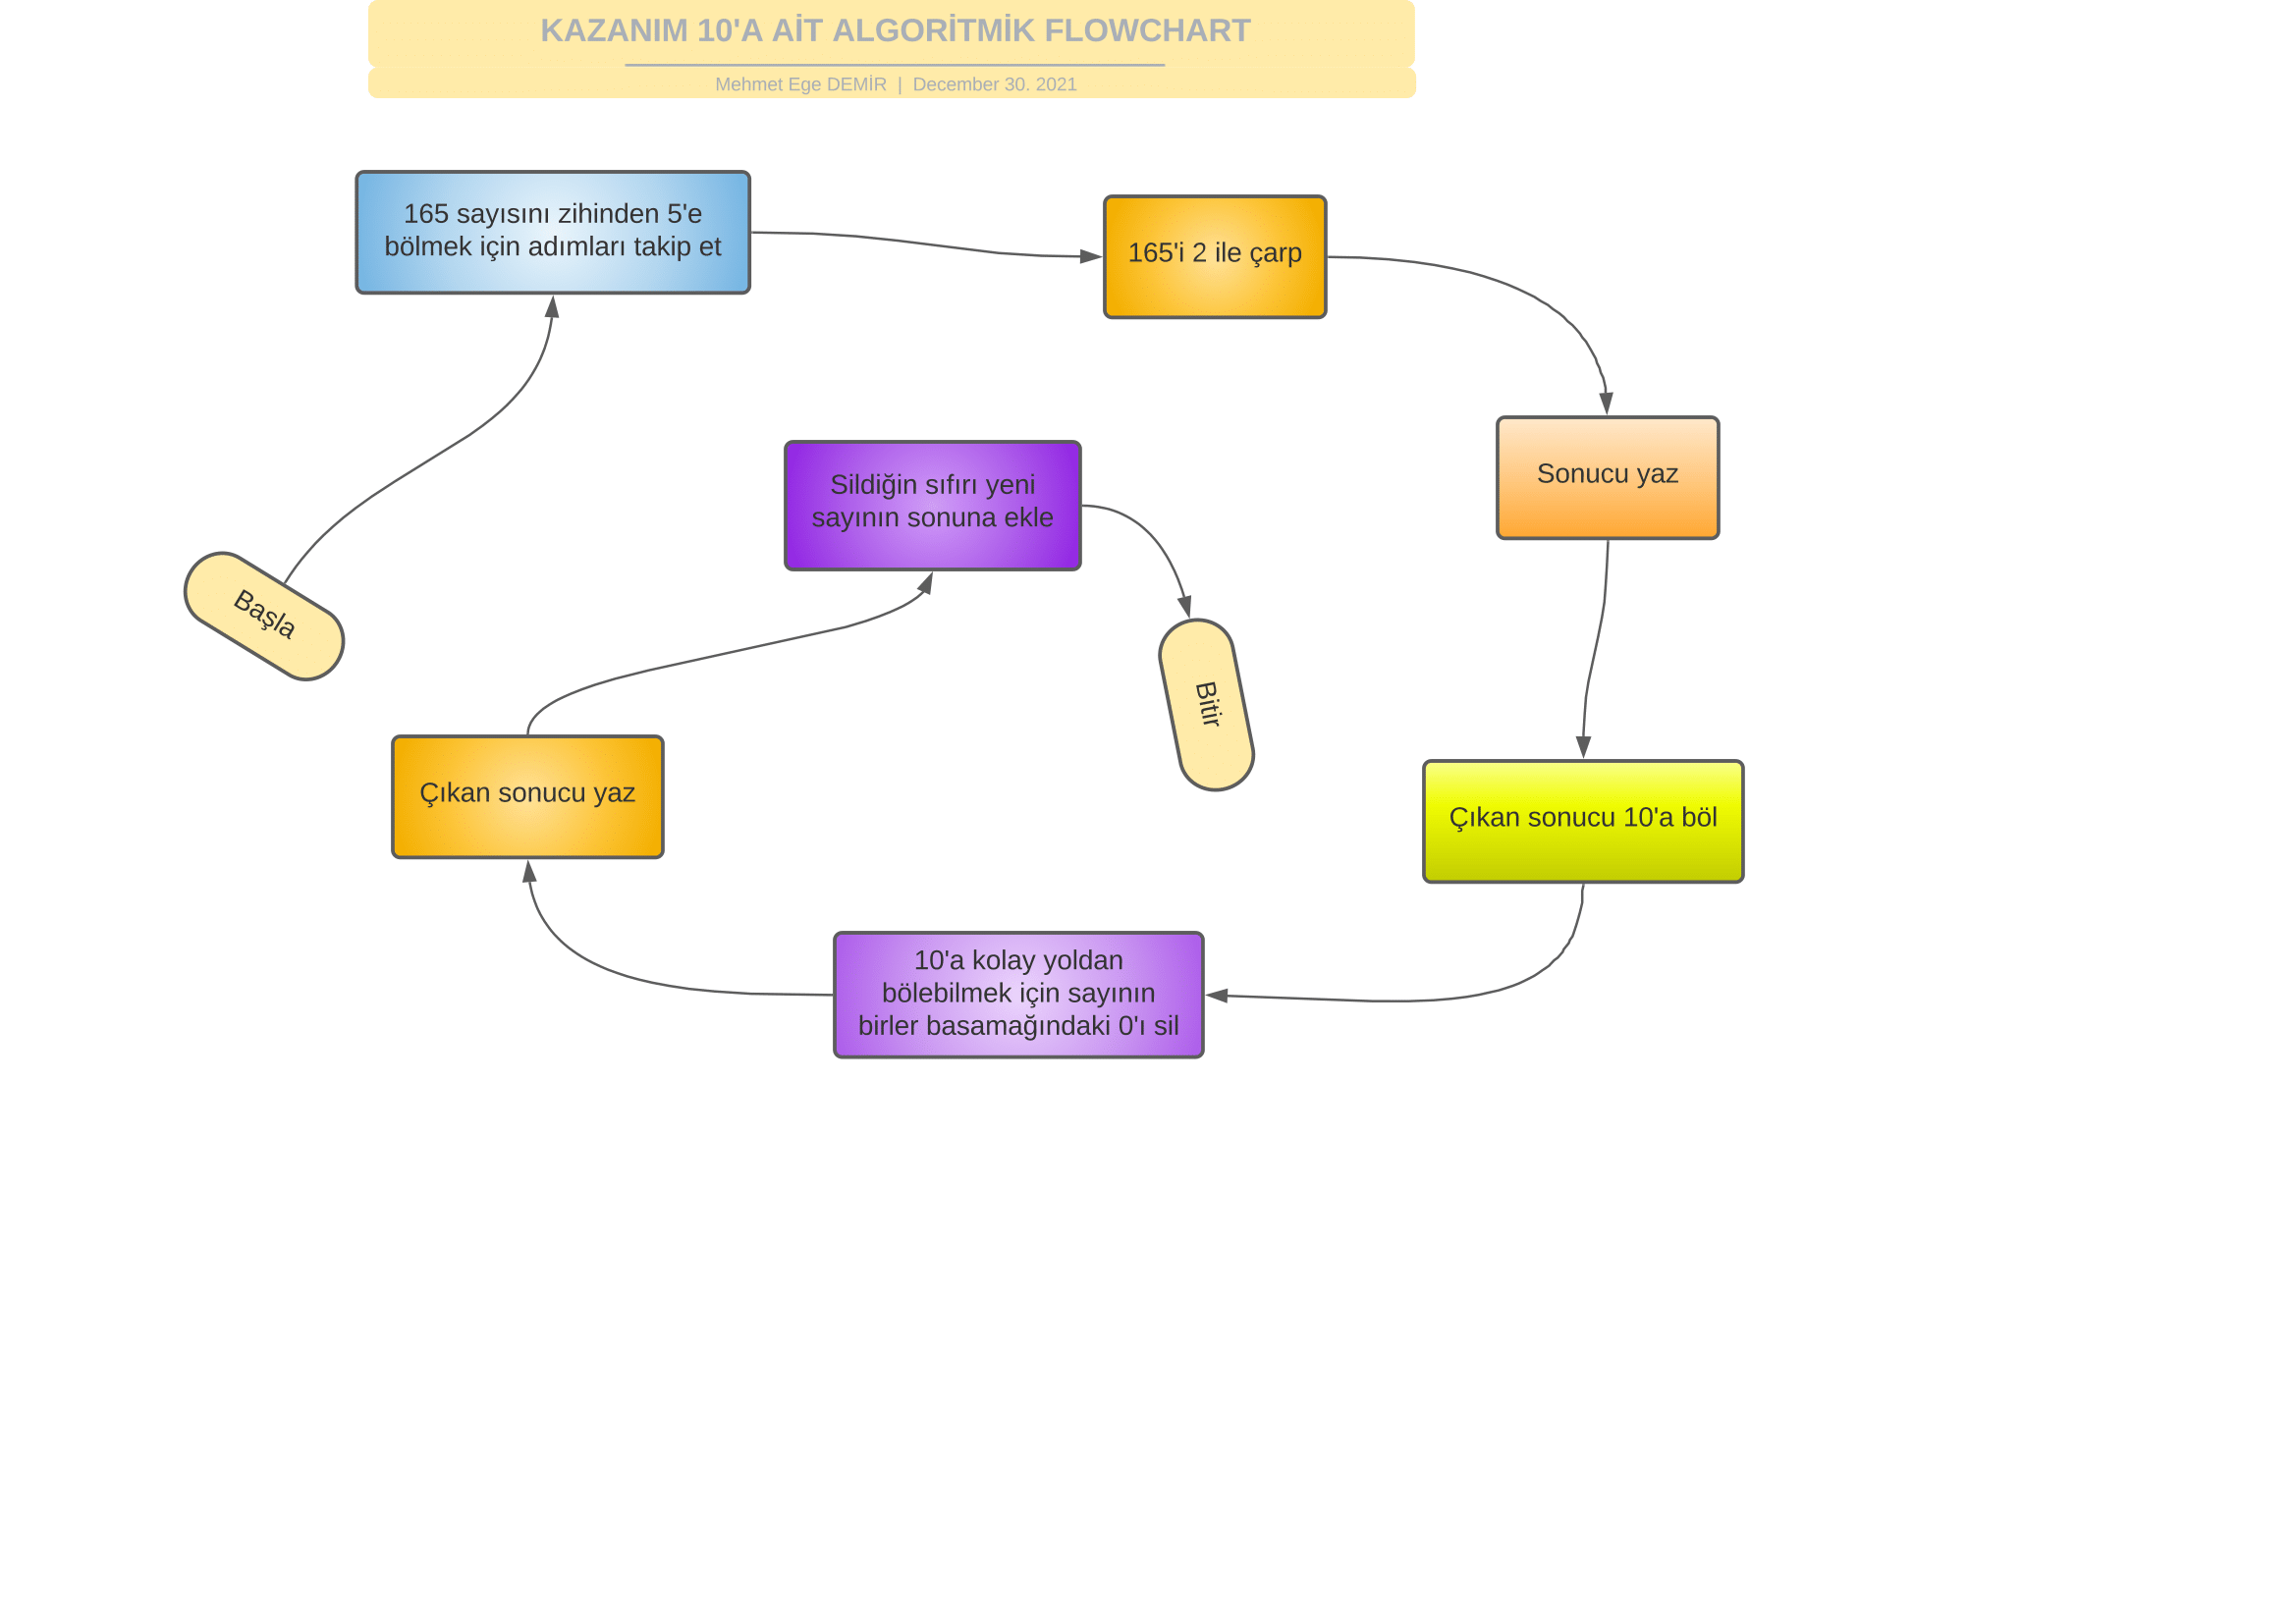 KAZANIM 10'A AİT ALGORİTMİK FLOWCHART
Mehmet Ege DEMİR | December 30. 2021
Başla
165 sayısını zihinden 5'e
bölmek için adımları takip et
165'i 2 ile çarp
Sonucu yaz
Çıkan sonucu 10'a böl
10'a kolay yoldan
bölebilmek için sayının
birler basamağındaki 0'ı sil
Çıkan sonucu yaz
Sildiğin sıfırı yeni
sayının sonuna ekle
Bitir